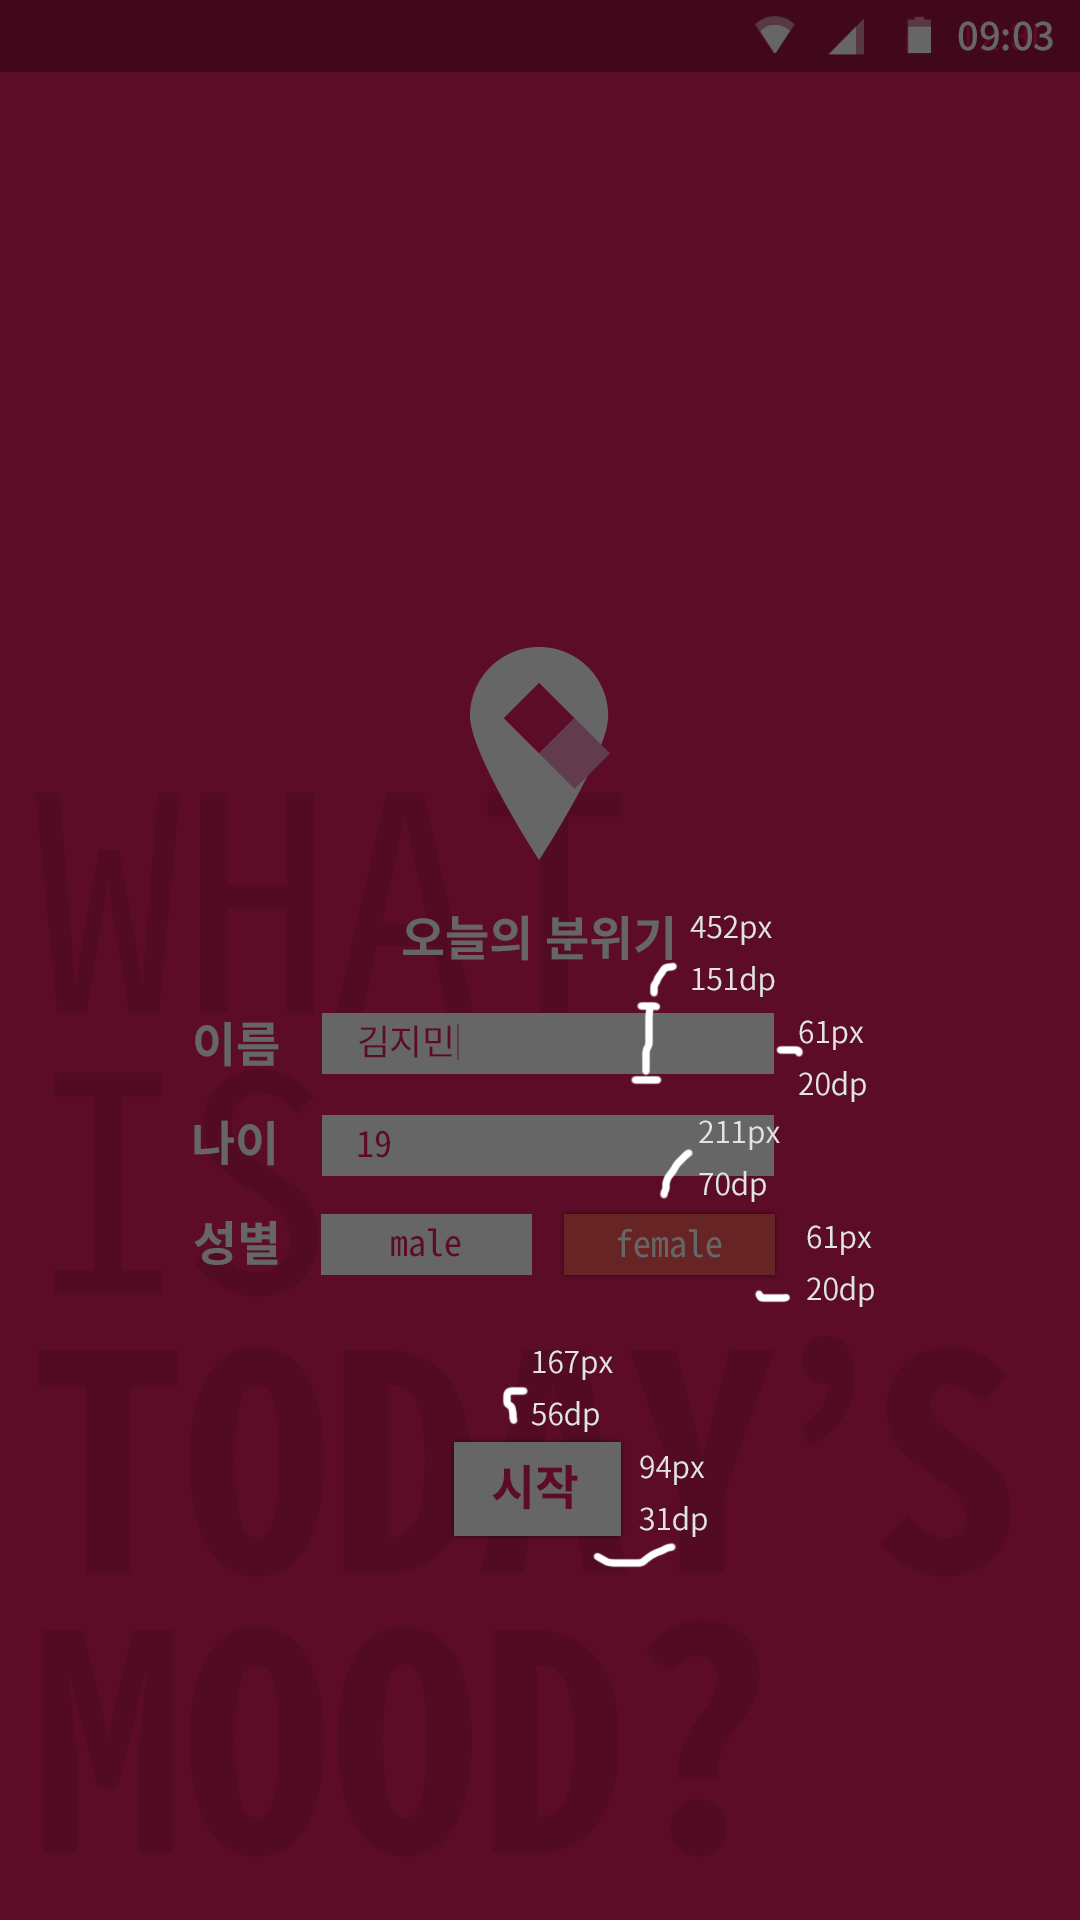 09:03
WHAT
오늘의 분위기
452px
151dp
이름
김지민
61px
20dp
IS
나이
19
211px
70dp
성별
male
female
61px
20dp
TODAY'S
167px
56dp
시작
94px
31dp
MOOD?